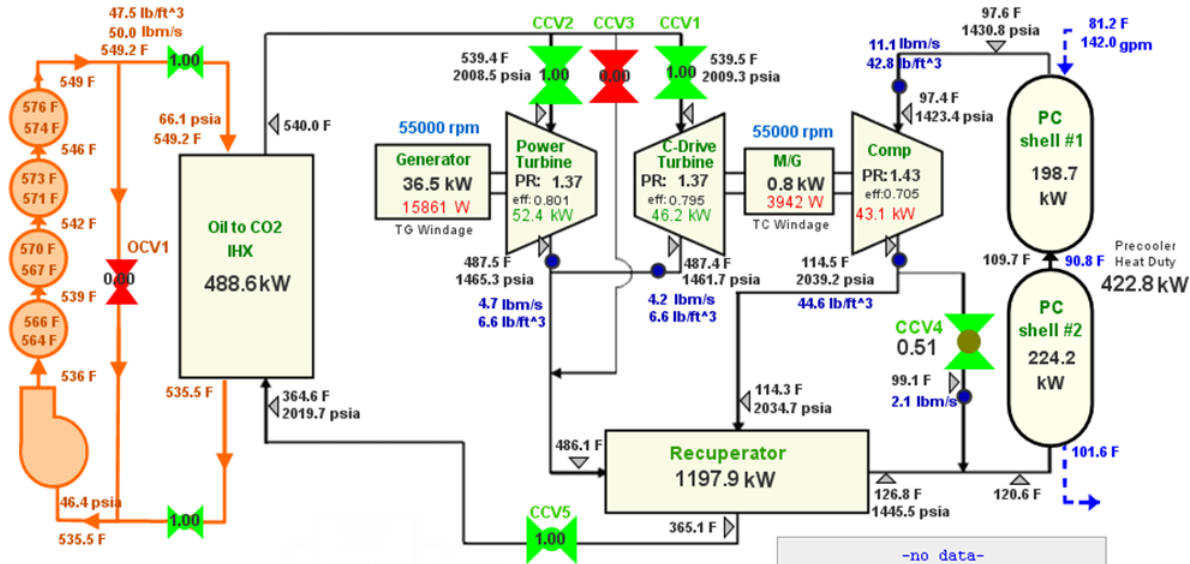 47.5 lb/ft^3
50.0 lbm/s
549.2 F
1.00
549 F
576 F
574 F
546 F
573 F
571 F
542 F
570 F
567 F
539 F
566 F
564 F
536 F
46.4 psia
535.5 F
1.00
OCV1
0.00
66.1 psia
549.2 F
Oil to CO2
IHX
488.6kW
535.5 F
540.0 F
364.6 F
2019.7 psia
CCV2
CCV3
CCV1
539.4 F
2008.5 psia
1.00
0.00
1.00
539.5 F
2009.3 psia
55000 rpm
Generator
36.5 kW
15861 W
TG Windage
Power
Turbine
PR: 1.37
eff:0.801
52.4 kW
C-Drive
Turbine
PR: 1.37
eff:0.795
46.2 kW
55000 rpm
M/G
0.8 kW
3942 W
TC Windage
Comp
PR:1.43
eff:0.705
43.1 kW
11.1 lbm/s
42.8 lb/ft^3
97.4 F
1423.4 psia
97.6 F
1430.8 psia
81.2 F
142.0 gpm
PC
shell #1
198.7
kW
109.7 F
90.8 F
Precooler
Heat Duty
422.8 kW
PC
shell #2
224.2
kW
101.6 F
487.5 F
1465.3 psia
4.7 lbm/s
6.6 lb/ft^3
487.4 F
1461.7 psia
4.2 lbm/s
6.6 lb/ft^3
114.5 F
2039.2 psia
44.6 lb/ft^3
CCV4
0.51
99.1 F
2.1 lbm/s
114.3 F
2034.7 psia
486.1 F
Recuperator
1197.9 kW
126.8 F
1445.5 psia
120.6 F
365.1 F
CCV5
1.00
-no data-